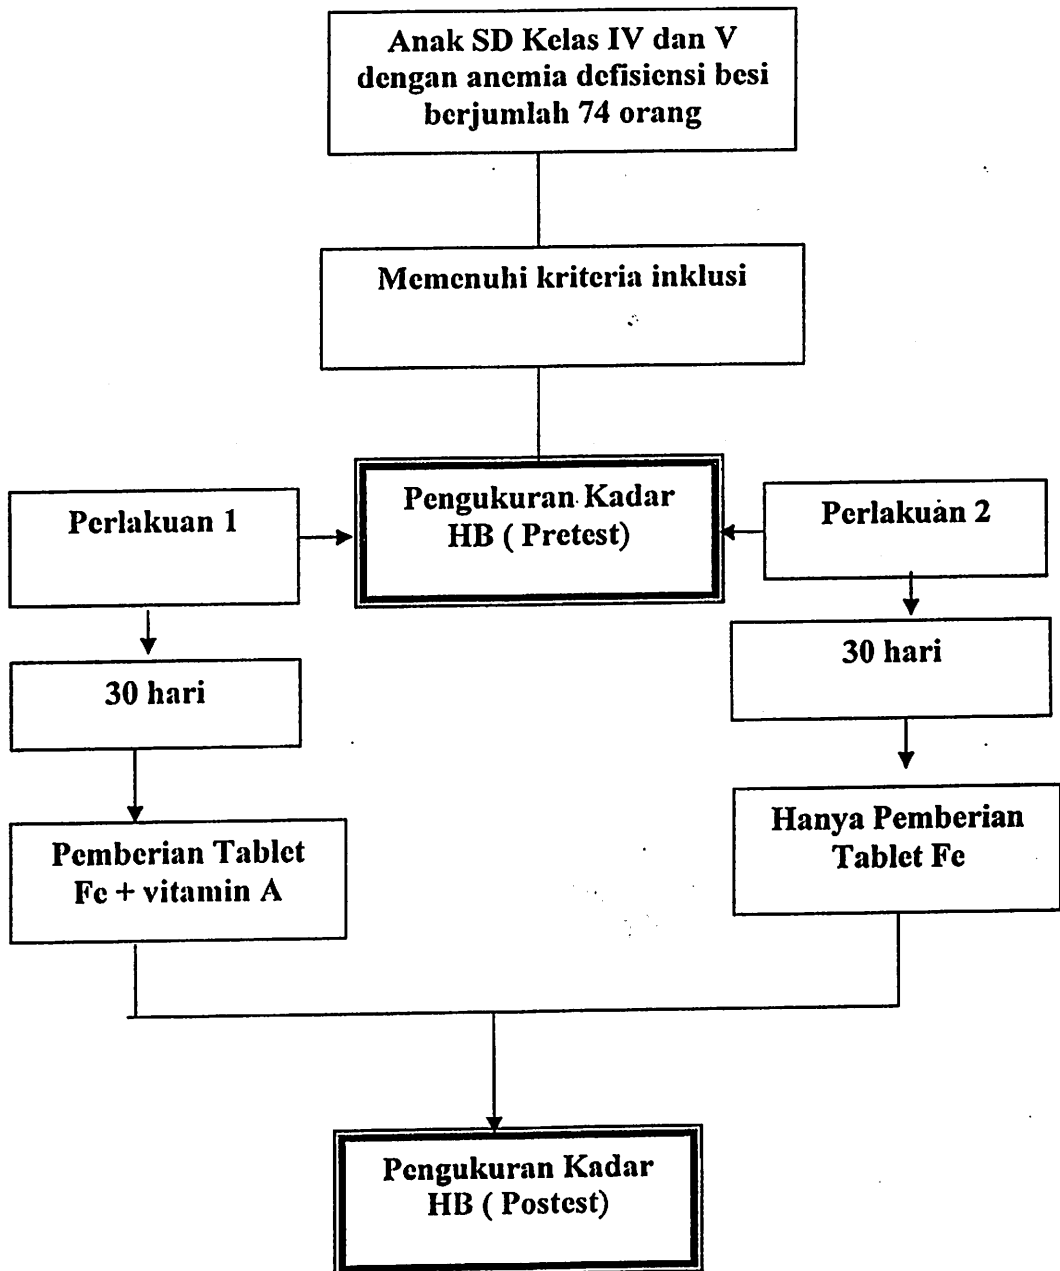 Anak SD Kelas IV dan V
dengan anemia defisiensi besi
berjumlah 74 orang
Memenuhi kriteria inklusi
Perlakuan 1
Pengukuran Kadar
HB ( Pretest)
Perlakuan 2
30 hari
30 hari
Pemberian Tablet
Fe + vitamin A
Hanya Pemberian
Tablet Fe
Pengukuran Kadar
HB ( Postest)